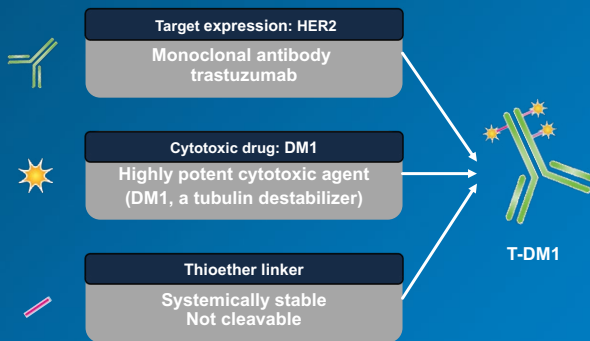 Target expression: HER2
Monoclonal antibody
trastuzumab
Cytotoxic drug: DM1
Highly potent cytotoxic agent
(DM1, a tubulin destabilizer)
Thioether linker
Systemically stable
Not cleavable
T-DM1